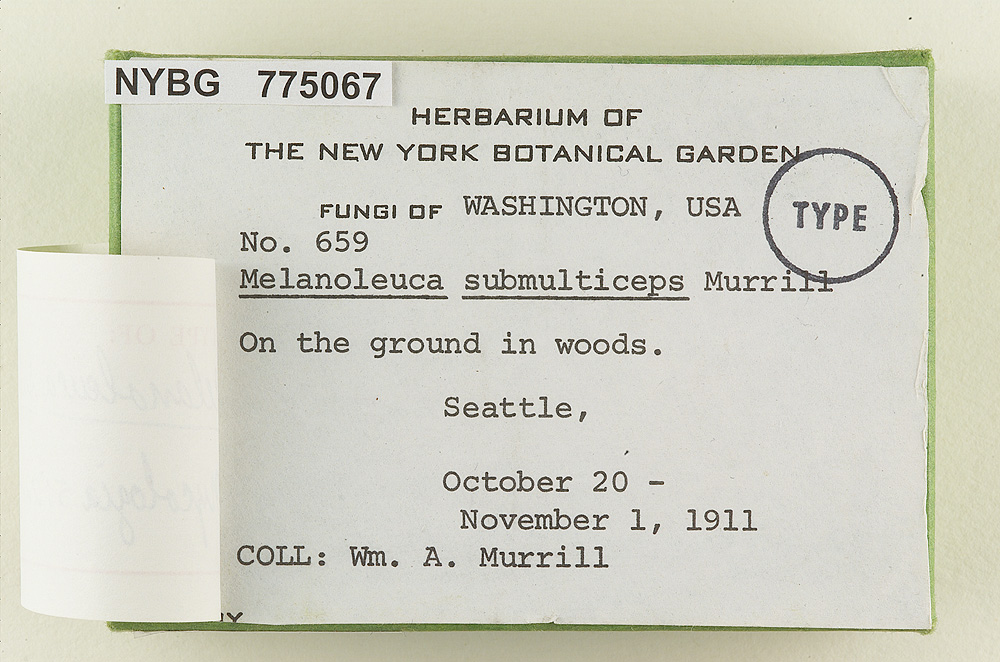 NYBG 775067
HERBARIUM OF
THE NEW YORK BOTANICAL GARDEN
TYPE
FUNGI OF WASHINGTON, USA
No. 659
Melanoleuca submulticeps Murrill
On the ground in woods.
Seattle,
October 20 -
November 1, 1911
COLL: Wm. A. Murrill